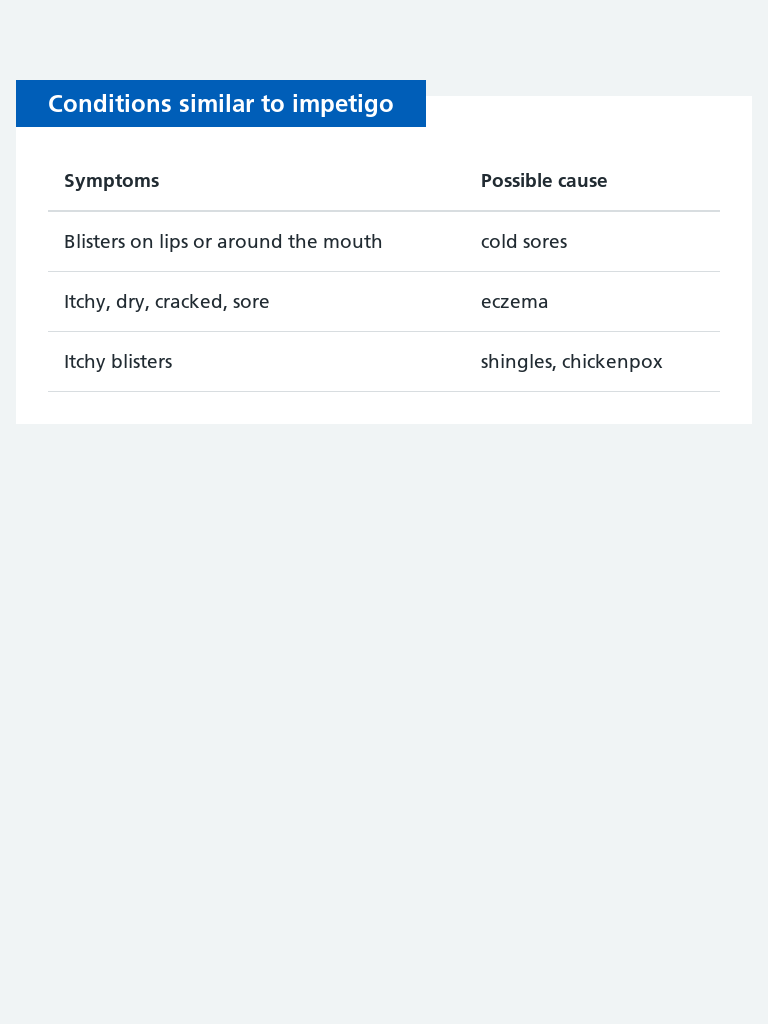 Conditions similar to impetigo
Symptoms Possible cause
Blisters on lips or around the mouth cold sores
Itchy, dry, cracked, sore eczema
Itchy blisters shingles, chickenpox